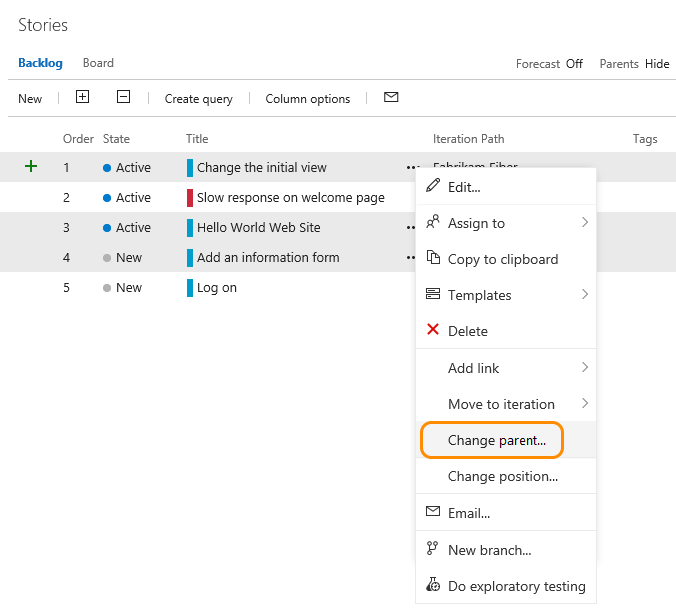 Stories
Backlog Board Forecast Off Parents Hide
New Create query Column options
Order State Title Iteration Path Tags
1 Active Change the initial view ... Fabrikam Fiber
2 Active Slow response on welcome page
3 Active Hello World Web Site
4 New Add an information form
5 New Log on
Edit...
Assign to
Copy to clipboard
Templates
Delete
Add link
Move to iteration
Change parent...
Change position...
Email...
New branch...
Do exploratory testing